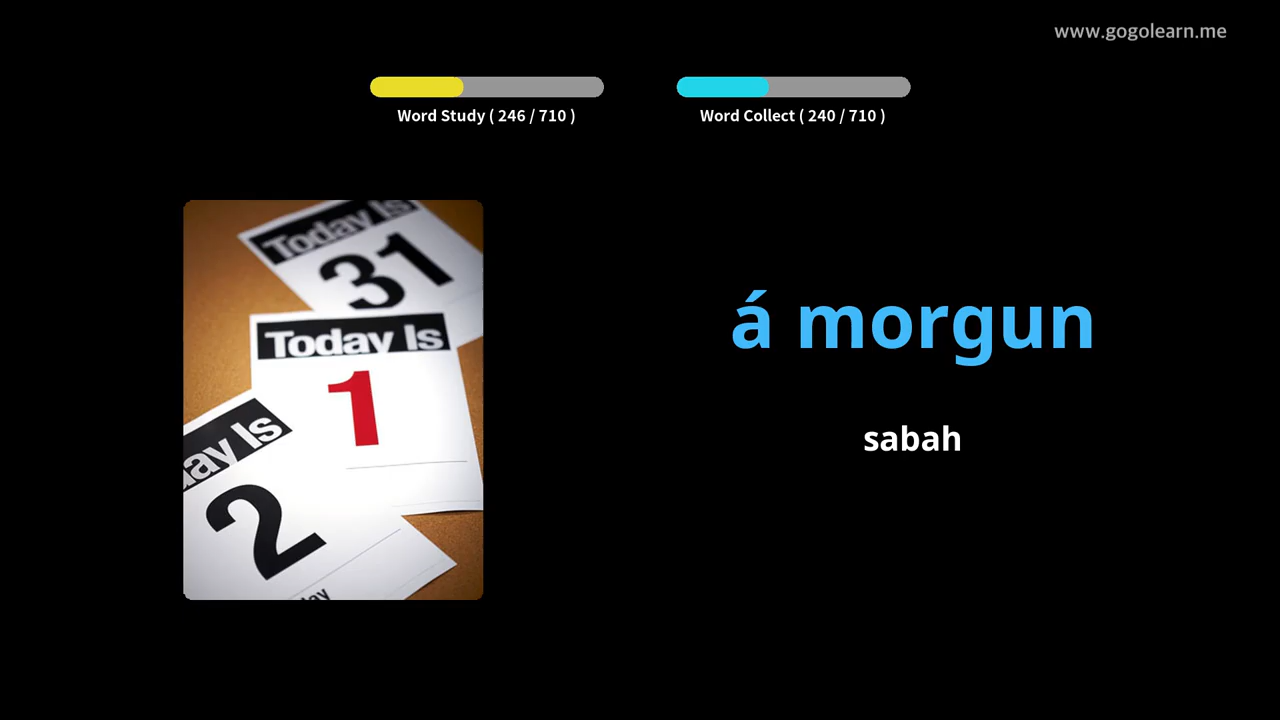 www.gogolearn.me
Word Study ( 246 / 710 )
Word Collect ( 240 / 710 )
Today Is
31
Today Is
1
ay Is
2
á morgun
sabah